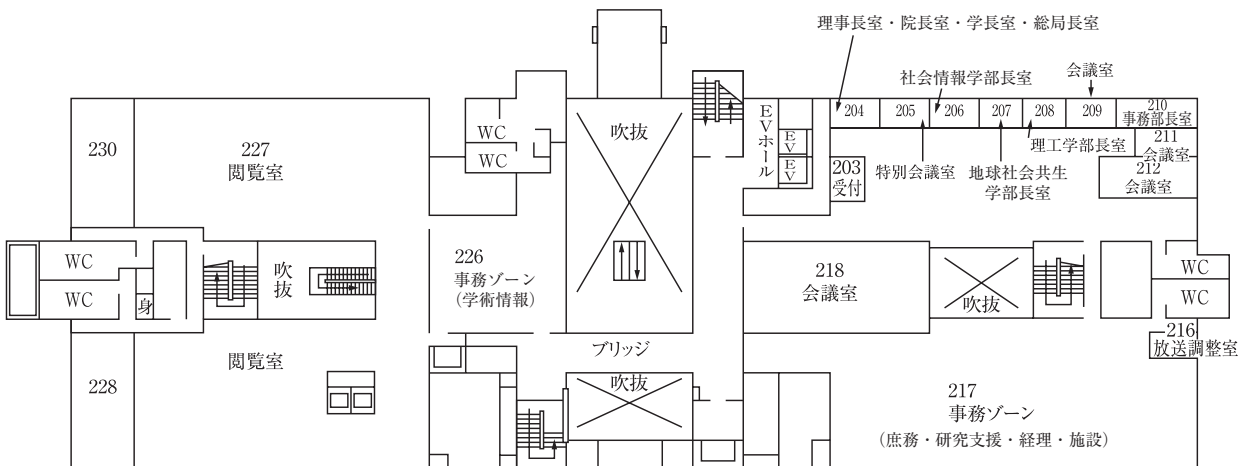 理事長室・院長室・学長室・総局長室
社会情報学部長室
会議室
204
205
206
207
208
209
210
事務部長室
特別会議室
地球社会共生
学部長室
理工学部長室
211
会議室
212
会議室
203
受付
EVホール
EV
EV
吹抜
WC
WC
230
227
閲覧室
WC
WC
身
吹抜
226
事務ゾーン
(学術情報)
218
会議室
吹抜
WC
WC
216
放送調整室
ブリッジ
吹抜
閲覧室
228
217
事務ゾーン
(庶務・研究支援・経理・施設)